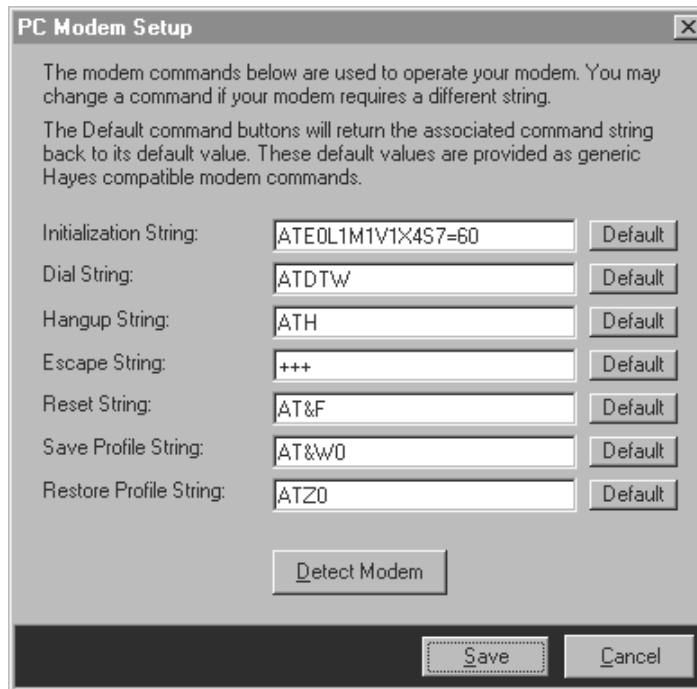 PC Modem Setup
The modem commands below are used to operate your modem. You may
change a command if your modem requires a different string.
The Default command buttons will return the associated command string
back to its default value. These default values are provided as generic
Hayes compatible modem commands.
Initialization String: ATE0L1M1V1X4S7=60 Default
Dial String: ATDTW Default
Hangup String: ATH Default
Escape String: +++ Default
Reset String: AT&F Default
Save Profile String: AT&W0 Default
Restore Profile String: ATZ0 Default
Detect Modem
Save Cancel